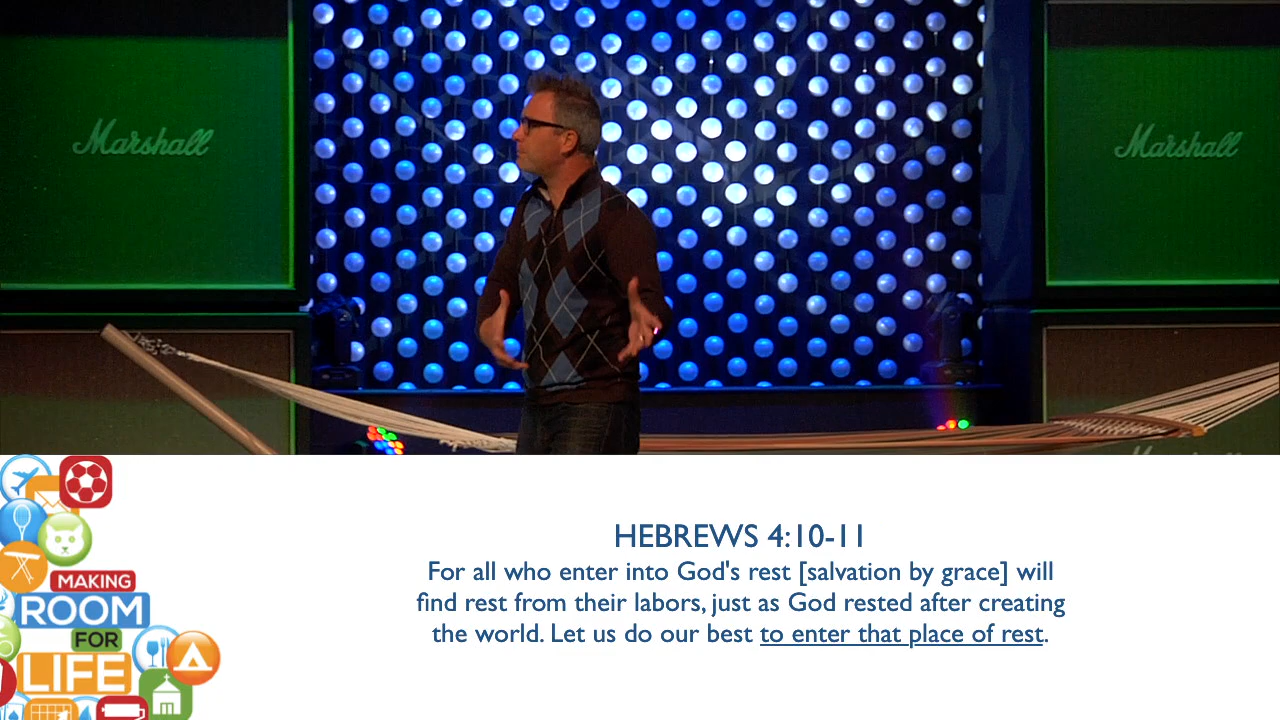 Marshall
Marshall
HEBREWS 4:10-11
For all who enter into God's rest [salvation by grace] will
find rest from their labors, just as God rested after creating
the world. Let us do our best to enter that place of rest.
MAKING
ROOM
FOR
LIFE